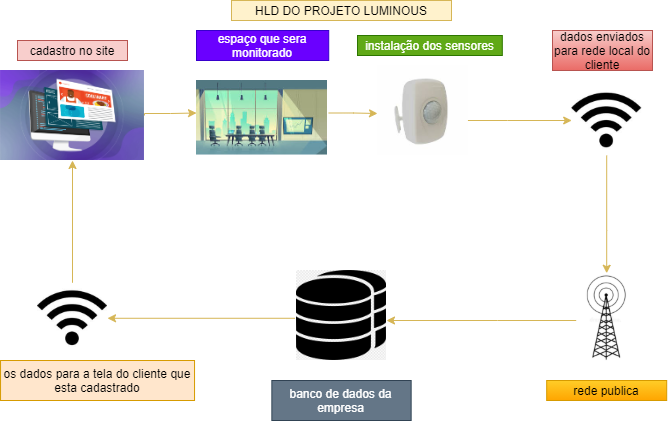 HLD DO PROJETO LUMINOUS
cadastro no site
espaço que sera
monitorado
instalação dos sensores
dados enviados
para rede local do
cliente
os dados para a tela do cliente que
esta cadastrado
banco de dados da
empresa
rede publica